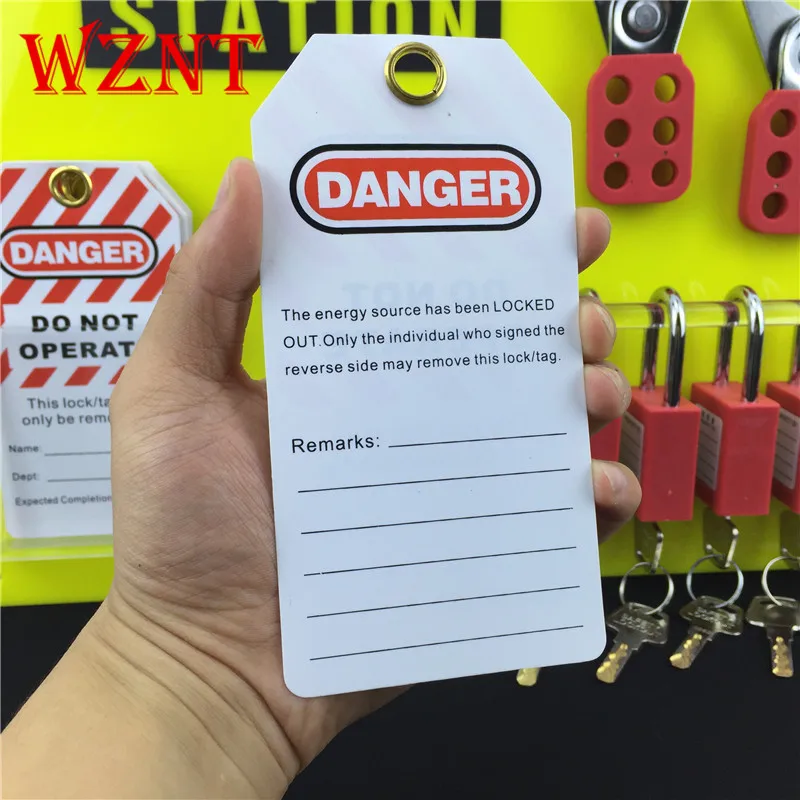 STATION
WZNT
DANGER
The energy source has been LOCKED
OUT.Only the individual who signed the
reverse side may remove this lock/tag.
Remarks:
DANGER
DO NOT
OPERAT
This lock/ta
only be rem
Name:
Dept:
Expected Completion